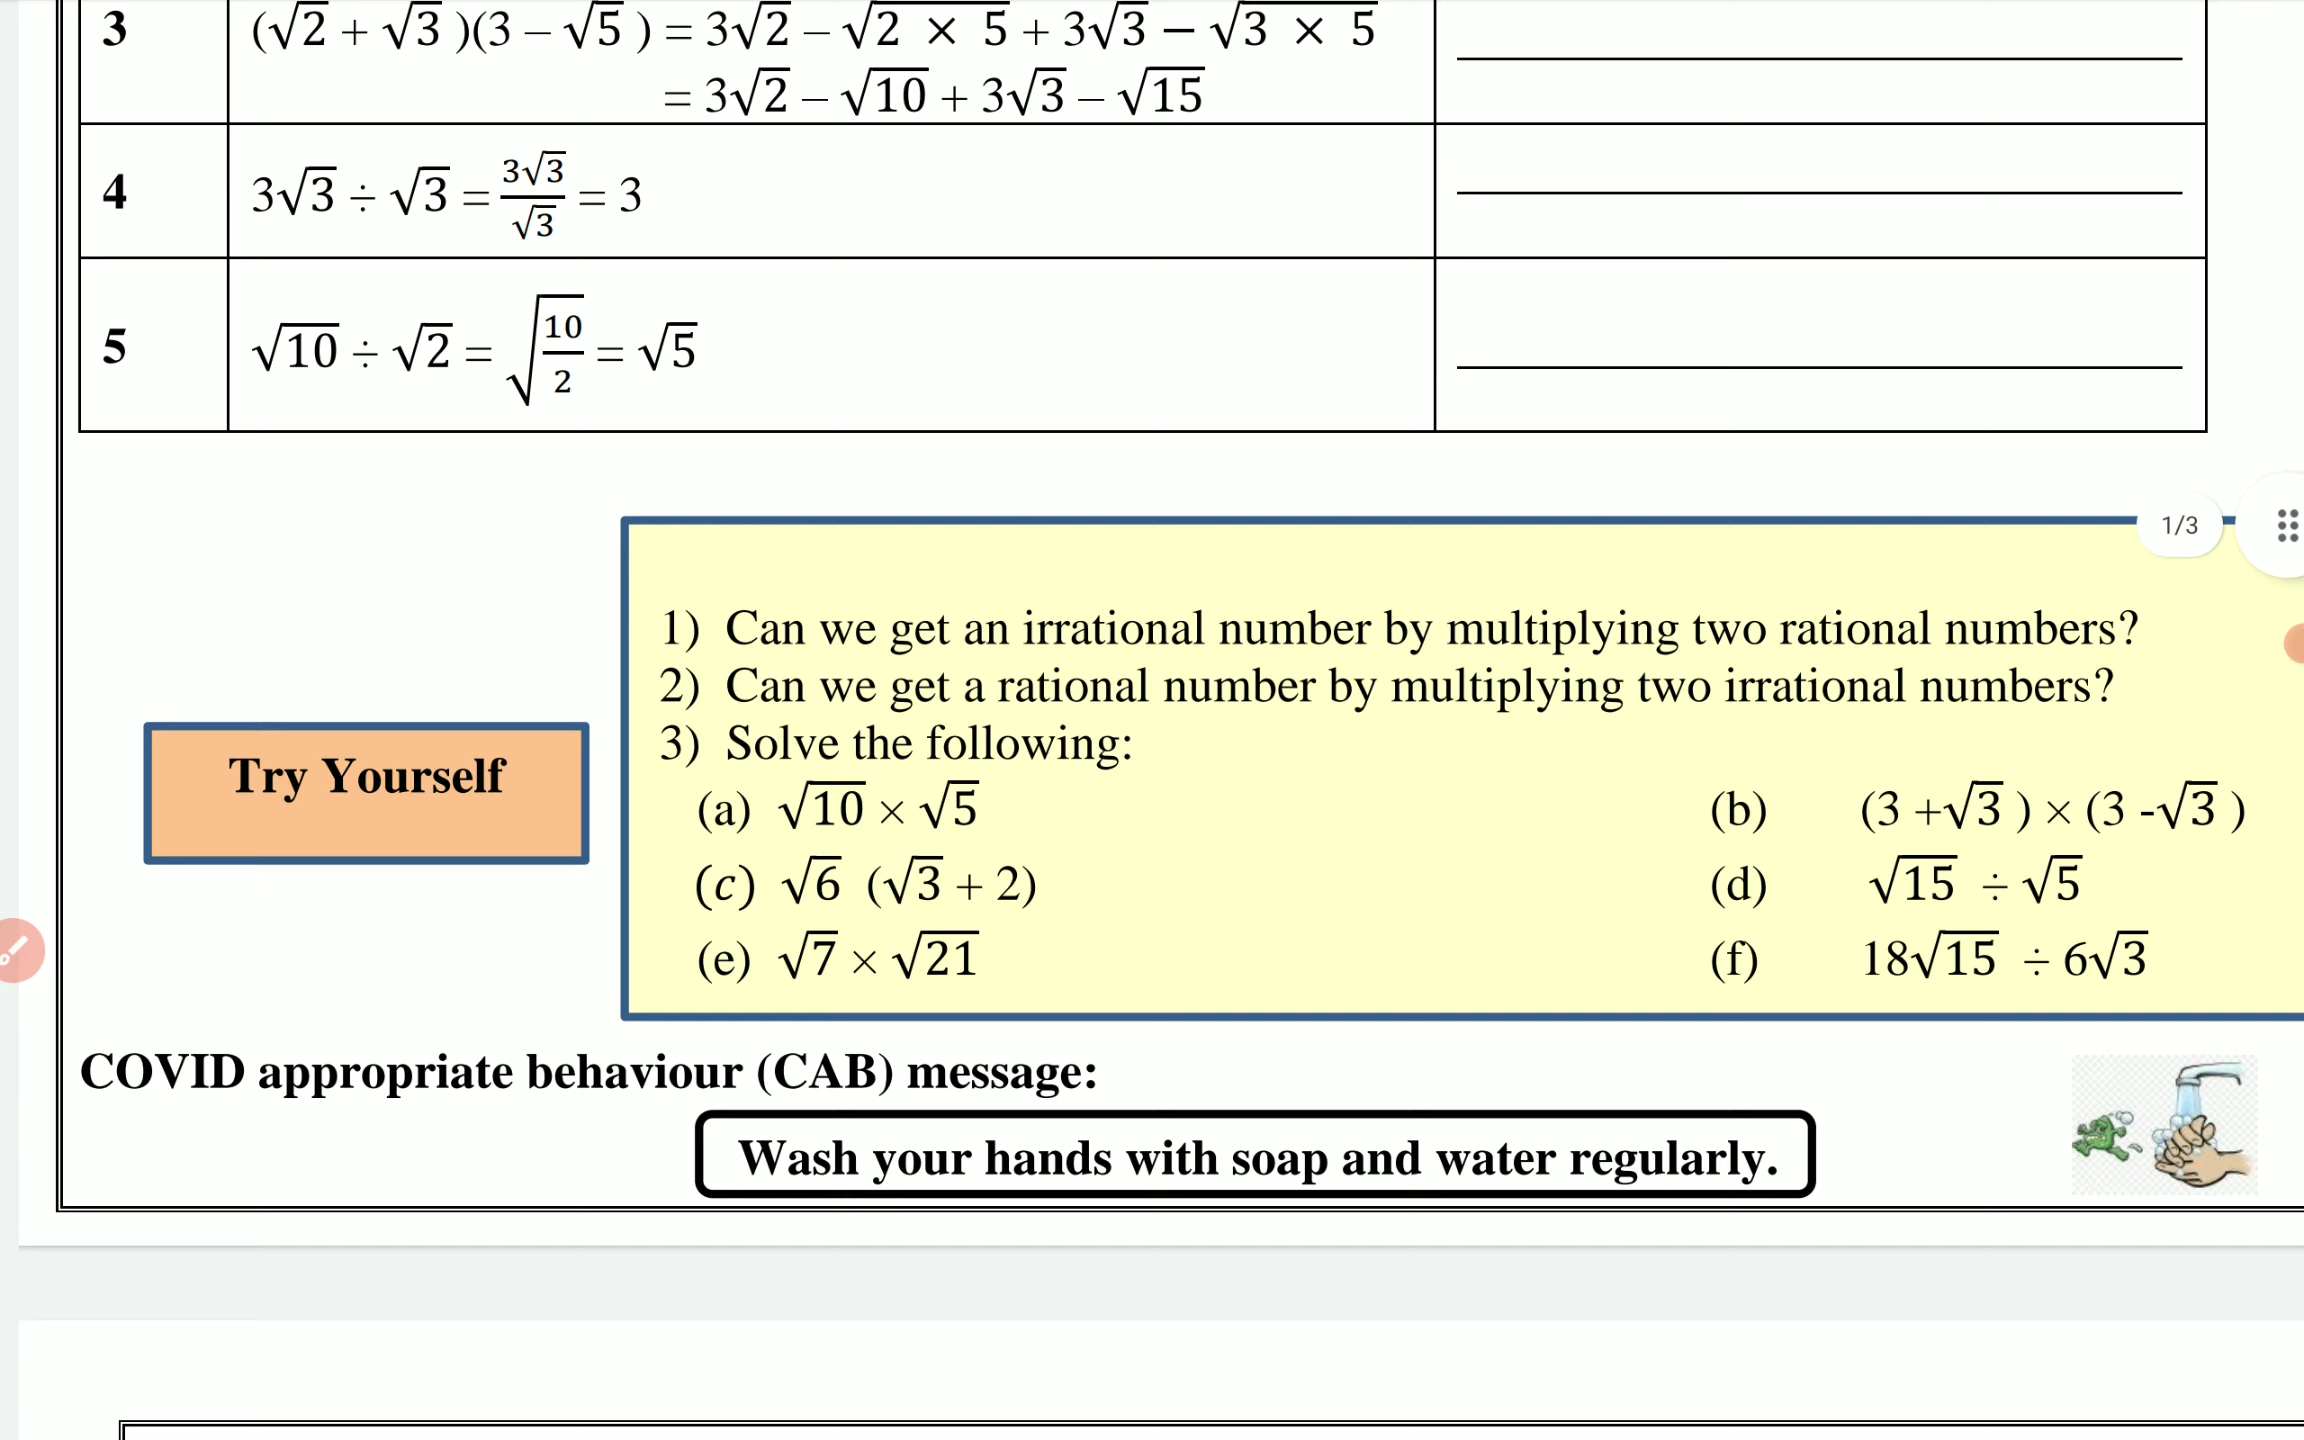 3 (√2 + √3 )(3 – √5 ) = 3√2 – √2 × 5 + 3√3 – √3 × 5
= 3√2 – √10 + 3√3 – √15
4 3√3 ÷ √3 = 3√3/√3 = 3
5 √10 ÷ √2 = √(10/2) = √5
1/3
1) Can we get an irrational number by multiplying two rational numbers?
2) Can we get a rational number by multiplying two irrational numbers?
3) Solve the following:
Try Yourself
(a) √10 × √5 (b) (3 +√3 ) × (3 -√3 )
(c) √6 (√3 + 2) (d) √15 ÷ √5
(e) √7 × √21 (f) 18√15 ÷ 6√3
COVID appropriate behaviour (CAB) message:
Wash your hands with soap and water regularly.